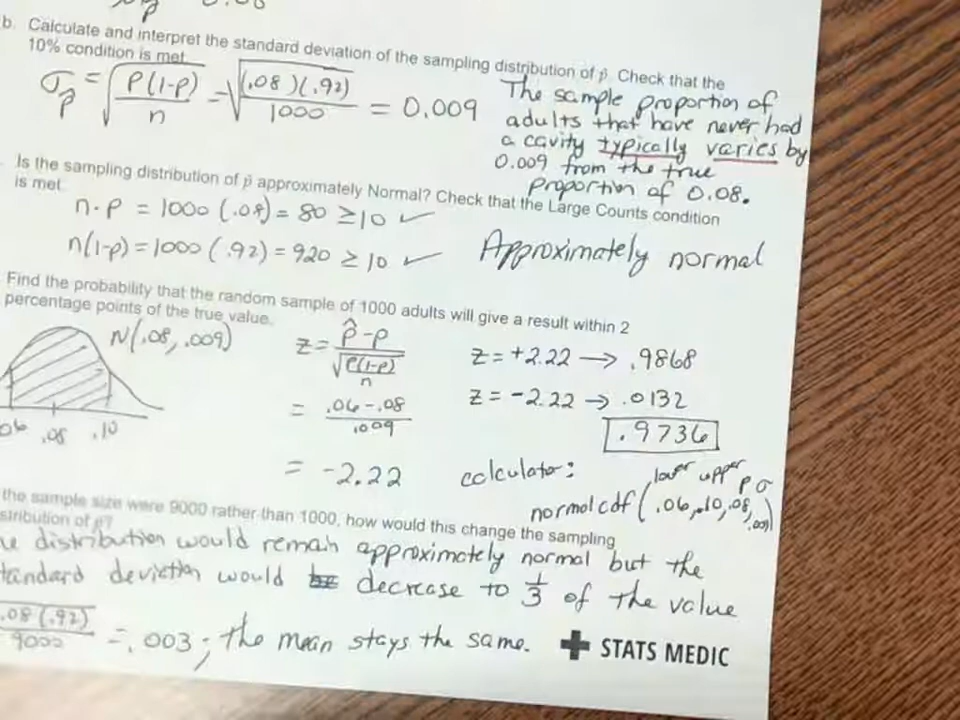 p̂
b. Calculate and interpret the standard deviation of the sampling distribution of p̂. Check that the
10% condition is met.
σp̂ = √(P(1-P)/n) = √((.08)(.92)/1000) = 0.009
The sample proportion of
adults that have never had
a cavity typically varies by
0.009 from the true
proportion of 0.08.
Is the sampling distribution of p̂ approximately Normal? Check that the Large Counts condition
is met.
n·p = 1000 (.08) = 80 ≥ 10 ✓
n(1-p) = 1000 (.92) = 920 ≥ 10 ✓
Approximately normal
Find the probability that the random sample of 1000 adults will give a result within 2
percentage points of the true value.
N(.08, .009)
.08 .10
z = (p̂ - p)/√(P(1-P)/n)
= (.06-.08)/.009
= -2.22
z = +2.22 → .9868
z = -2.22 → .0132
.9736
calculator:
lower upper p σ
normalcdf (.06, .10, .08, .009)
the sample size were 9000 rather than 1000, how would this change the sampling
stribution of p̂?
distribution would remain approximately normal but the
tandard deviation would decrease to 1/3 of the value
.08 (.92)/9000 = .003; the mean stays the same.
STATS MEDIC